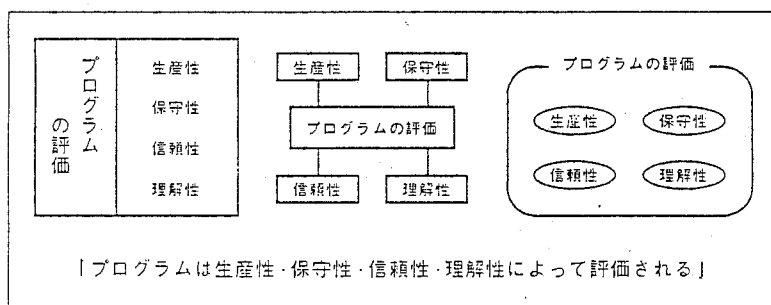 プログラム
の評価
生産性
保守性
信頼性
理解性
生産性
保守性
プログラムの評価
信頼性
理解性
プログラムの評価
生産性
保守性
信頼性
理解性
「プログラムは生産性・保守性・信頼性・理解性によって評価される」